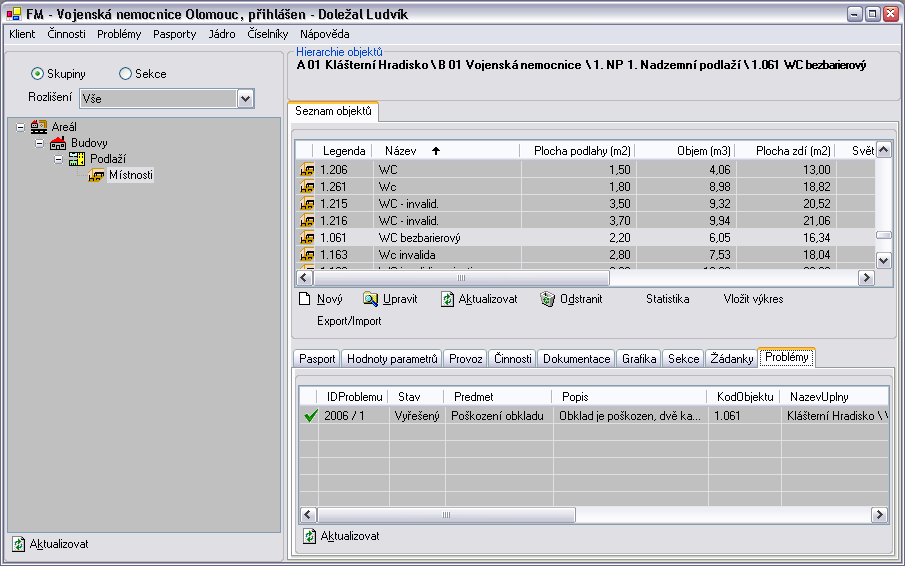 FM - Vojenská nemocnice Olomouc, přihlášen - Doležal Ludvík
Klient Činnosti Problémy Pasporty Jádro Číselníky Nápověda
Skupiny Sekce
Rozlišení Vše
Areál
Budovy
Podlaží
Místnosti
Aktualizovat
Hierarchie objektů
A 01 Klášterní Hradisko \ B 01 Vojenská nemocnice \ 1. NP 1. Nadzemní podlaží \ 1.061 WC bezbarierový
Seznam objektů
Legenda Název Plocha podlahy (m2) Objem (m3) Plocha zdí (m2) Svět
1.206 WC 1,50 4,06 13,00
1.261 Wc 1,80 8,98 18,82
1.215 WC - invalid. 3,50 9,32 20,52
1.216 WC - invalid. 3,70 9,94 21,06
1.061 WC bezbarierový 2,20 6,05 16,34
1.163 Wc invalida 2,80 7,53 18,04
Nový Upravit Aktualizovat Odstranit Statistika Vložit výkres
Export/Import
Pasport Hodnoty parametrů Provoz Činnosti Dokumentace Grafika Sekce Žádanky Problémy
IDProblemu Stav Predmet Popis KodObjektu NazevUplny
2006 / 1 Vyřešený Poškození obkladu Obklad je poškozen, dvě ka... 1.061 Klášterní Hradisko \
Aktualizovat